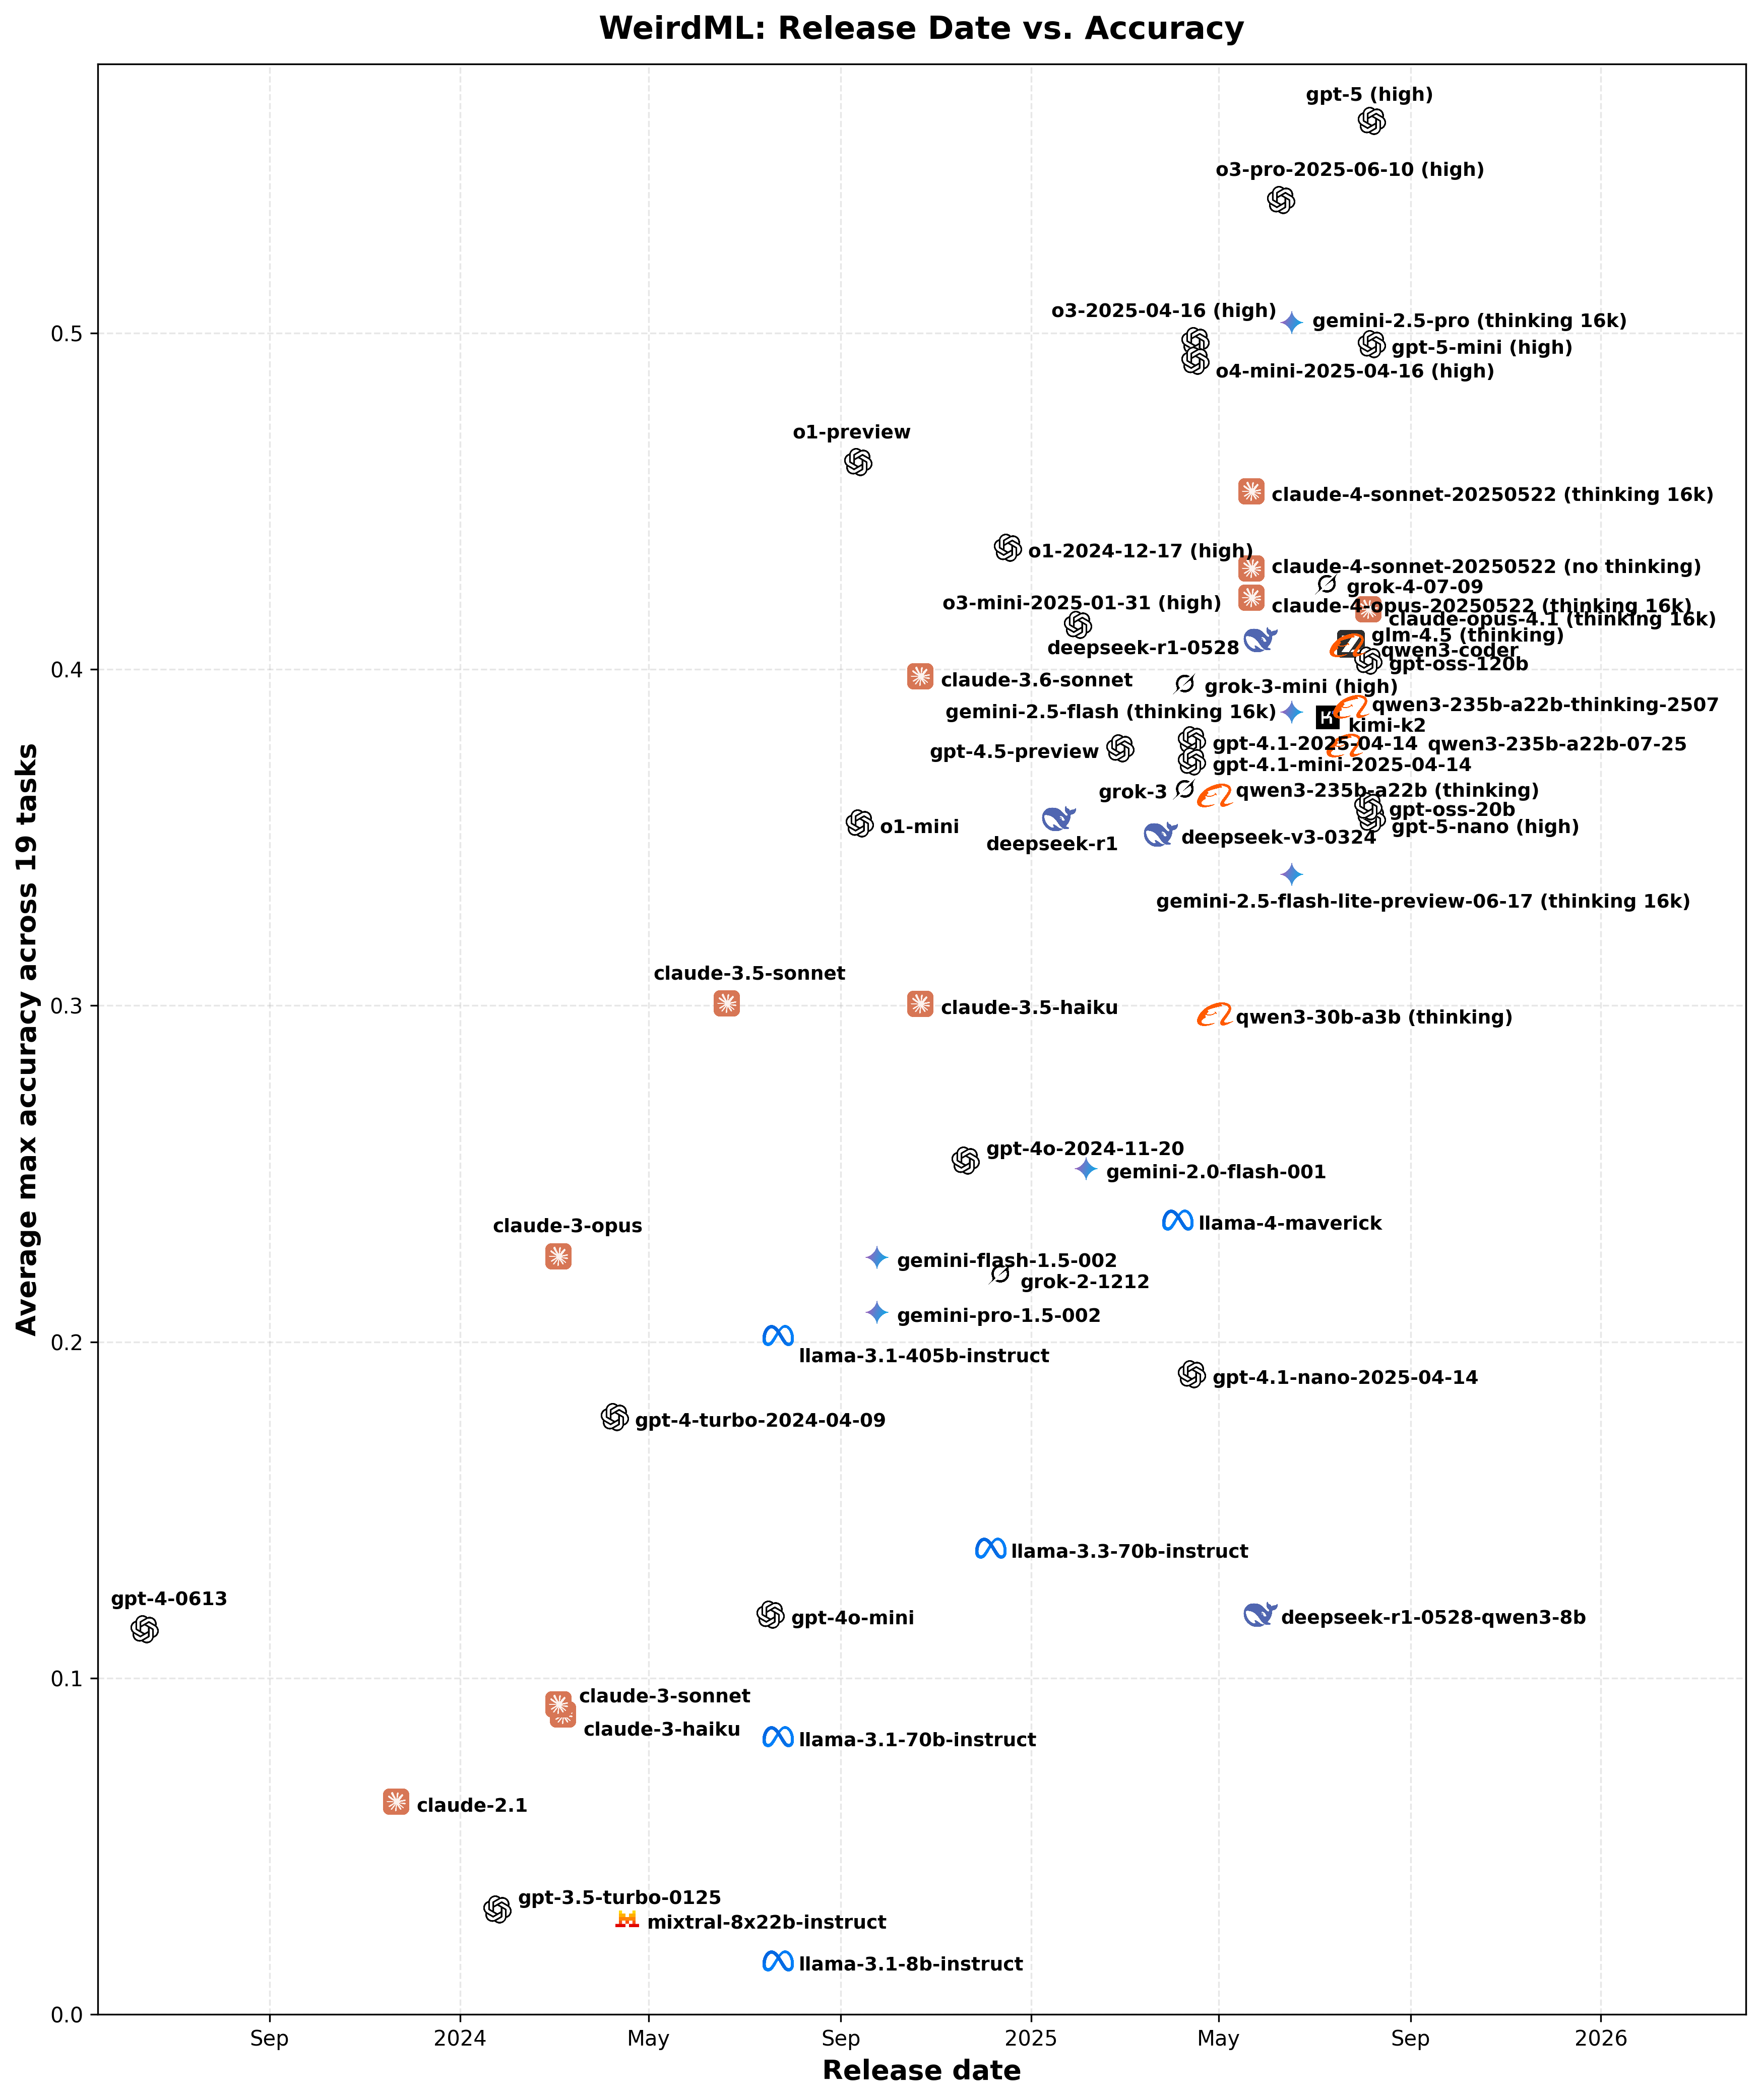 WeirdML: Release Date vs. Accuracy
gpt-5 (high)
o3-pro-2025-06-10 (high)
o3-2025-04-16 (high)
gemini-2.5-pro (thinking 16k)
0.5
gpt-5-mini (high)
o4-mini-2025-04-16 (high)
o1-preview
claude-4-sonnet-20250522 (thinking 16k)
o1-2024-12-17 (high)
claude-4-sonnet-20250522 (no thinking)
grok-4-07-09
o3-mini-2025-01-31 (high)
claude-4-opus-20250522 (thinking 16k)
claude-opus-4.1 (thinking 16k)
glm-4.5 (thinking)
deepseek-r1-0528
qwen3-coder
gpt-oss-120b
0.4
claude-3.6-sonnet
grok-3-mini (high)
qwen3-235b-a22b-thinking-2507
gemini-2.5-flash (thinking 16k)
kimi-k2
gpt-4.1-2025-04-14
qwen3-235b-a22b-07-25
gpt-4.5-preview
gpt-4.1-mini-2025-04-14
grok-3
qwen3-235b-a22b (thinking)
gpt-oss-20b
o1-mini
gpt-5-nano (high)
deepseek-r1
deepseek-v3-0324
gemini-2.5-flash-lite-preview-06-17 (thinking 16k)
claude-3.5-sonnet
0.3
claude-3.5-haiku
qwen3-30b-a3b (thinking)
gpt-4o-2024-11-20
gemini-2.0-flash-001
claude-3-opus
llama-4-maverick
gemini-flash-1.5-002
grok-2-1212
gemini-pro-1.5-002
0.2
llama-3.1-405b-instruct
gpt-4.1-nano-2025-04-14
gpt-4-turbo-2024-04-09
llama-3.3-70b-instruct
gpt-4-0613
gpt-4o-mini
deepseek-r1-0528-qwen3-8b
0.1
claude-3-sonnet
claude-3-haiku
llama-3.1-70b-instruct
claude-2.1
gpt-3.5-turbo-0125
mixtral-8x22b-instruct
llama-3.1-8b-instruct
0.0
Average max accuracy across 19 tasks
Sep
2024
May
Sep
2025
May
Sep
2026
Release date